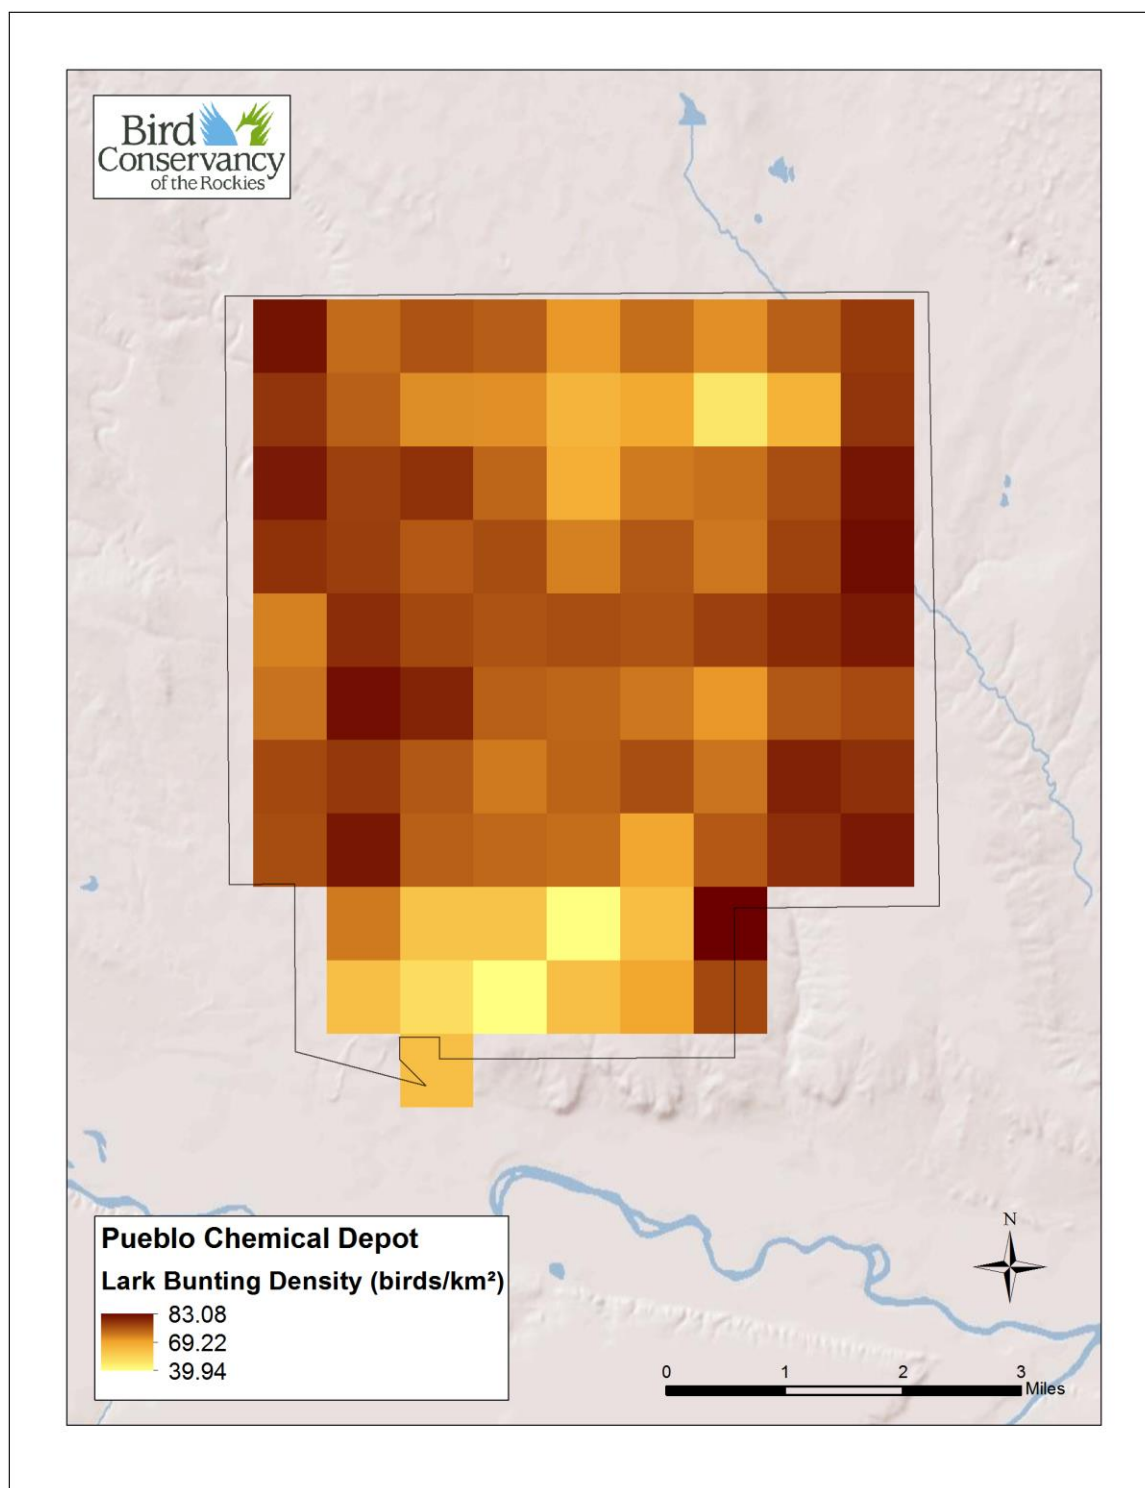 Bird
Conservancy
of the Rockies
Pueblo Chemical Depot
Lark Bunting Density (birds/km²)
83.08
69.22
39.94
N
0 1 2 3
Miles